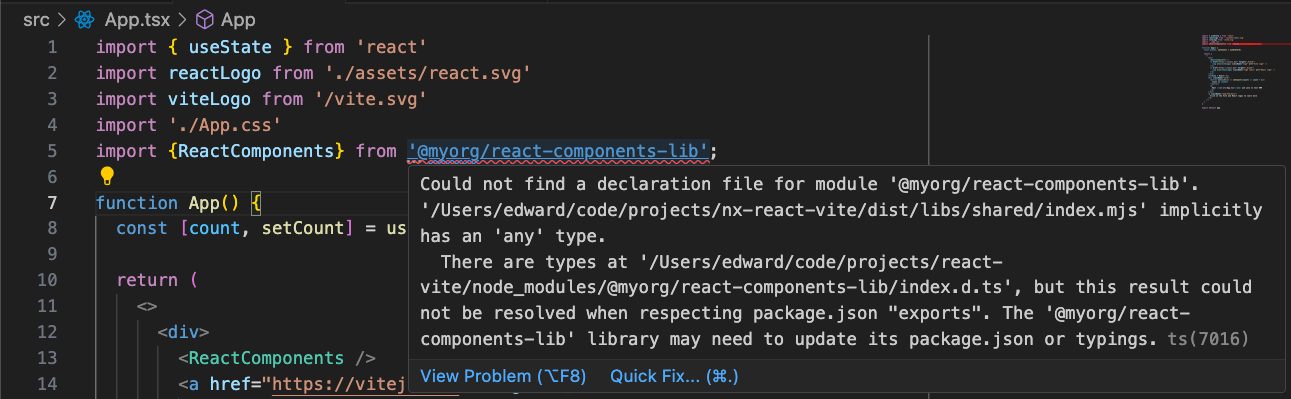 src > App.tsx > App
1 import { useState } from 'react'
2 import reactLogo from './assets/react.svg'
3 import viteLogo from '/vite.svg'
4 import './App.css'
5 import {ReactComponents} from '@myorg/react-components-lib';
6
7 function App() {
8 const [count, setCount] = us
9
10 return (
11 <>
12 <div>
13 <ReactComponents />
14 <a href="https://vitej
Could not find a declaration file for module '@myorg/react-components-lib'.
'/Users/edward/code/projects/nx-react-vite/dist/libs/shared/index.mjs' implicitly
has an 'any' type.
There are types at '/Users/edward/code/projects/react-
vite/node_modules/@myorg/react-components-lib/index.d.ts', but this result could
not be resolved when respecting package.json "exports". The '@myorg/react-
components-lib' library may need to update its package.json or typings. ts(7016)
View Problem (⌥F8) Quick Fix... (⌘.)